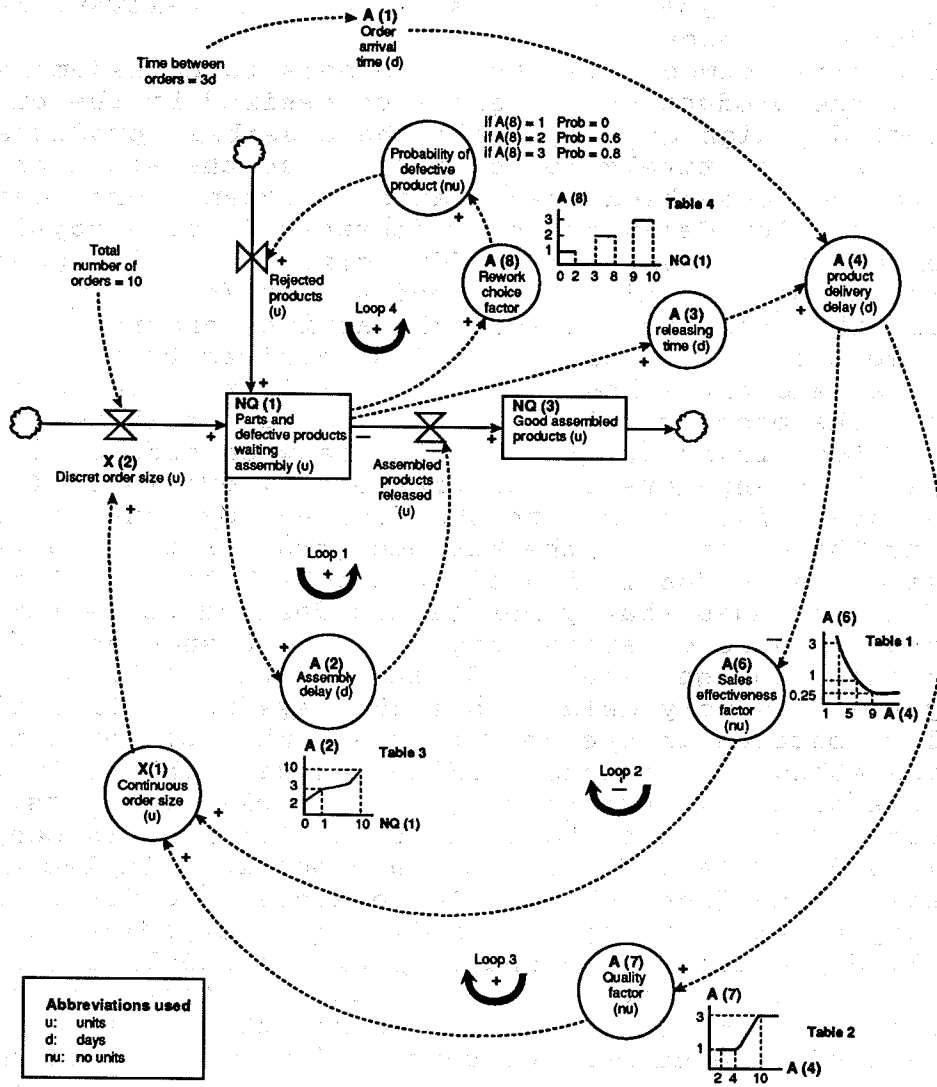 A (1)
Order
arrival
time (d)
Time between
orders = 3d
if A(8) = 1 Prob = 0
if A(8) = 2 Prob = 0.6
if A(8) = 3 Prob = 0.8
Probability of
defective
product (nu)
+
A (8)
Table 4
3
2
1
0 2 3 8 9 10
NQ (1)
Total
number of
orders = 10
+
Rejected
products
(u)
A (8)
Rework
choice
factor
+
Loop 4
+
A (3)
releasing
time (d)
+
A (4)
product
delivery
delay (d)
+
+
NQ (1)
Parts and
defective products
waiting
assembly (u)
+
–
NQ (3)
Good assembled
products (u)
+
–
Assembled
products
released
(u)
X (2)
Discret order size (u)
+
Loop 1
+
+
A (2)
Assembly
delay (d)
A (2)
Table 3
10
3
2
0 1 10
NQ (1)
–
A(6)
Sales
effectiveness
factor
(nu)
A (6)
Table 1
3
1
0.25
1 5 9
A (4)
X(1)
Continuous
order size
(u)
+
+
Loop 2
–
Loop 3
+
+
A (7)
Quality
factor
(nu)
A (7)
3
1
Table 2
2 4 10
A (4)
Abbreviations used
u: units
d: days
nu: no units